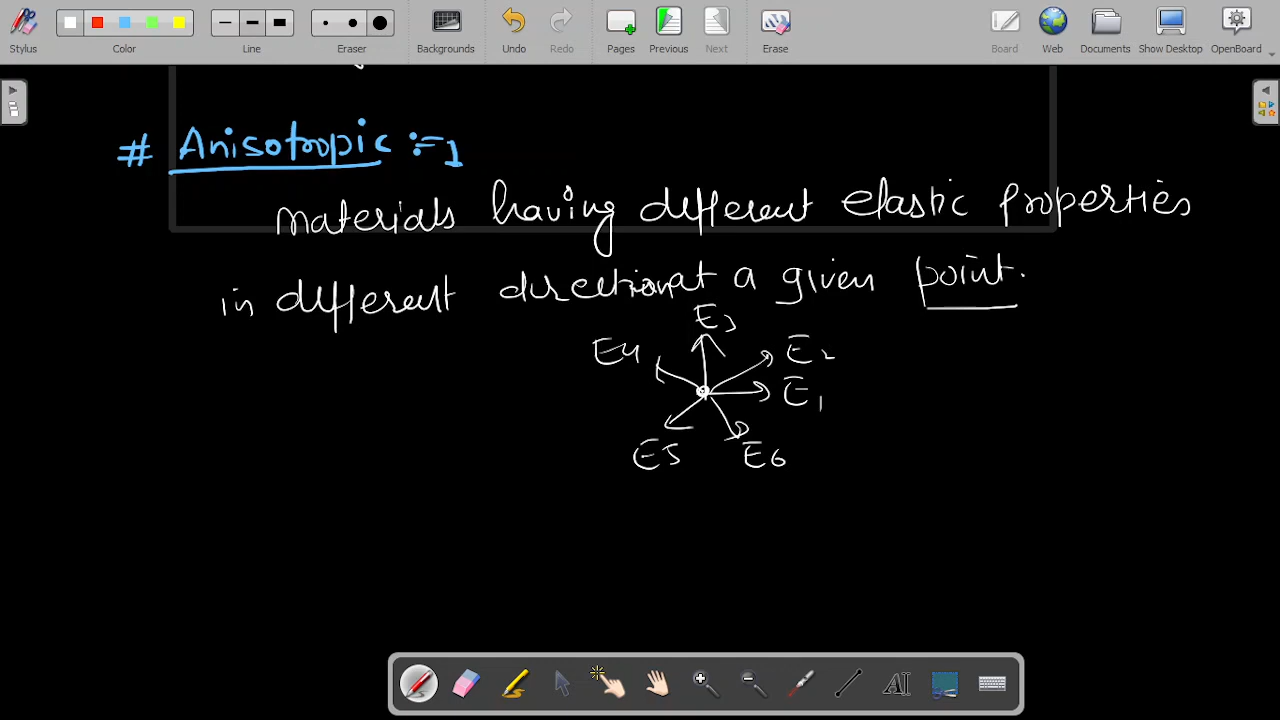 Stylus Color Line Eraser Backgrounds Undo Redo Pages Previous Next Erase Board Web Documents Show Desktop OpenBoard
# Anisotropic :-
materials having different elastic properties
in different direction at a given point.
E3
E4 E2
E1
E5 E6
AI